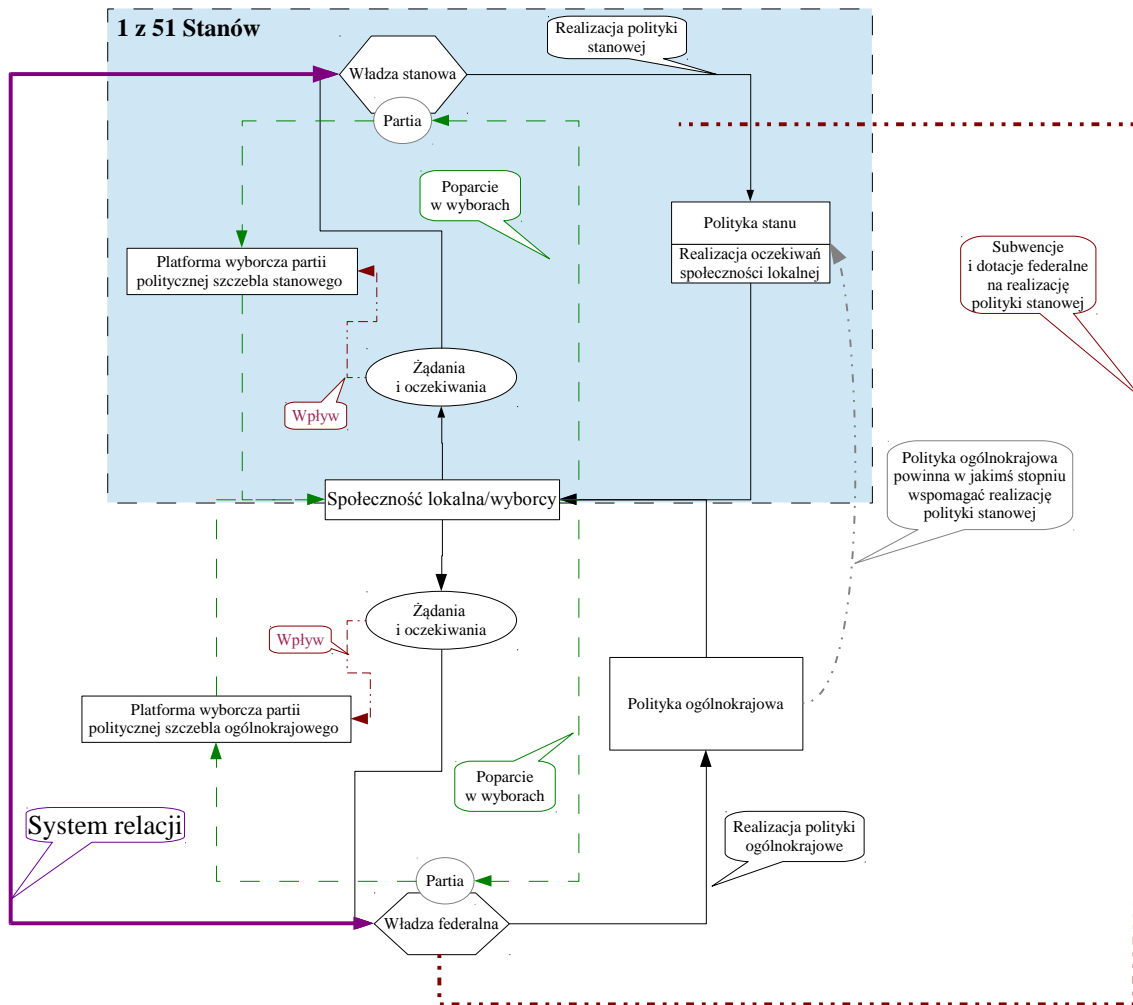 1 z 51 Stanów
Realizacja polityki
stanowej
Władza stanowa
Partia
Poparcie
w wyborach
Polityka stanu
Realizacja oczekiwań
społeczności lokalnej
Platforma wyborcza partii
politycznej szczebla stanowego
Subwencje
i dotacje federalne
na realizację
polityki stanowej
Żądania
i oczekiwania
Wpływ
Polityka ogólnokrajowa
powinna w jakimś stopniu
wspomagać realizację
polityki stanowej
Społeczność lokalna/wyborcy
Żądania
i oczekiwania
Wpływ
Platforma wyborcza partii
politycznej szczebla ogólnokrajowego
Polityka ogólnokrajowa
Poparcie
w wyborach
System relacji
Realizacja polityki
ogólnokrajowe
Partia
Władza federalna